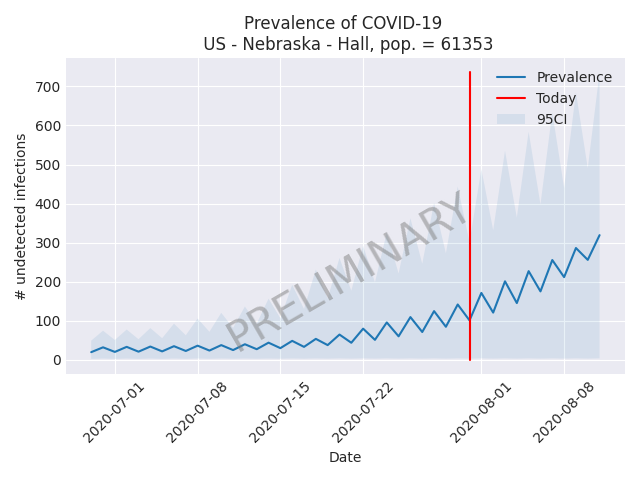 Prevalence of COVID-19
US - Nebraska - Hall, pop. = 61353
# undetected infections
700
600
500
400
300
200
100
0
Prevalence
Today
95CI
PRELIMINARY
2020-07-01
2020-07-08
2020-07-15
2020-07-22
2020-08-01
2020-08-08
Date